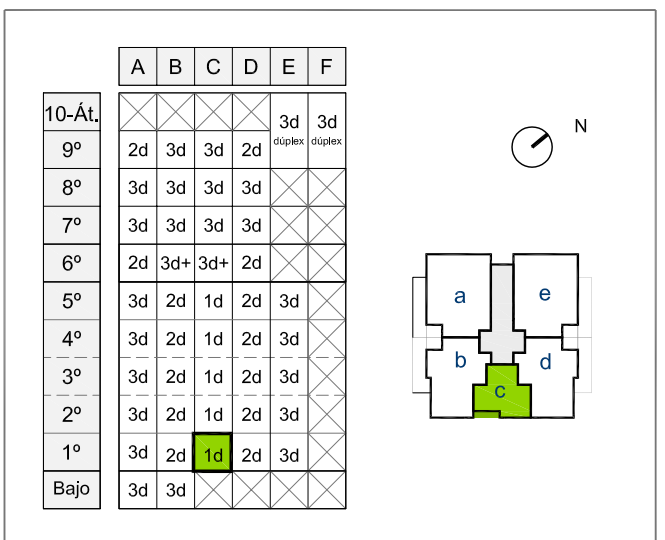 A B C D E F
10-Át. 3d dúplex 3d dúplex
9º 2d 3d 3d 2d
8º 3d 3d 3d 3d
7º 3d 3d 3d 3d
6º 2d 3d+ 3d+ 2d
5º 3d 2d 1d 2d 3d
4º 3d 2d 1d 2d 3d
3º 3d 2d 1d 2d 3d
2º 3d 2d 1d 2d 3d
1º 3d 2d 1d 2d 3d
Bajo 3d 3d
N
a e
b d
c